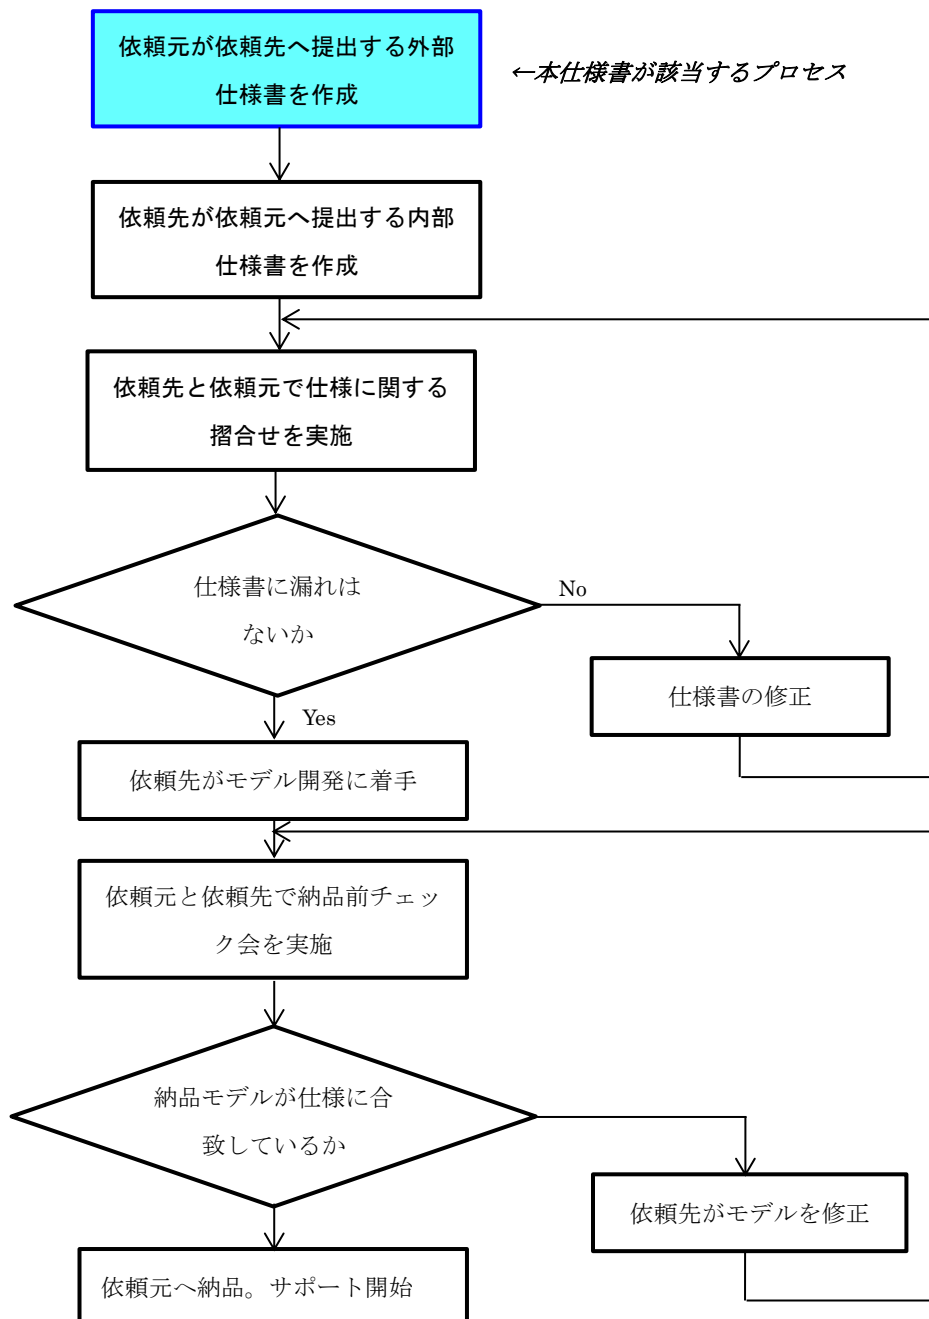 依頼元が依頼先へ提出する外部
仕様書を作成
←本仕様書が該当するプロセス
依頼先が依頼元へ提出する内部
仕様書を作成
依頼先と依頼元で仕様に関する
摺合せを実施
仕様書に漏れは
ないか
No
仕様書の修正
Yes
依頼先がモデル開発に着手
依頼元と依頼先で納品前チェッ
ク会を実施
納品モデルが仕様に合
致しているか
依頼先がモデルを修正
依頼元へ納品。サポート開始